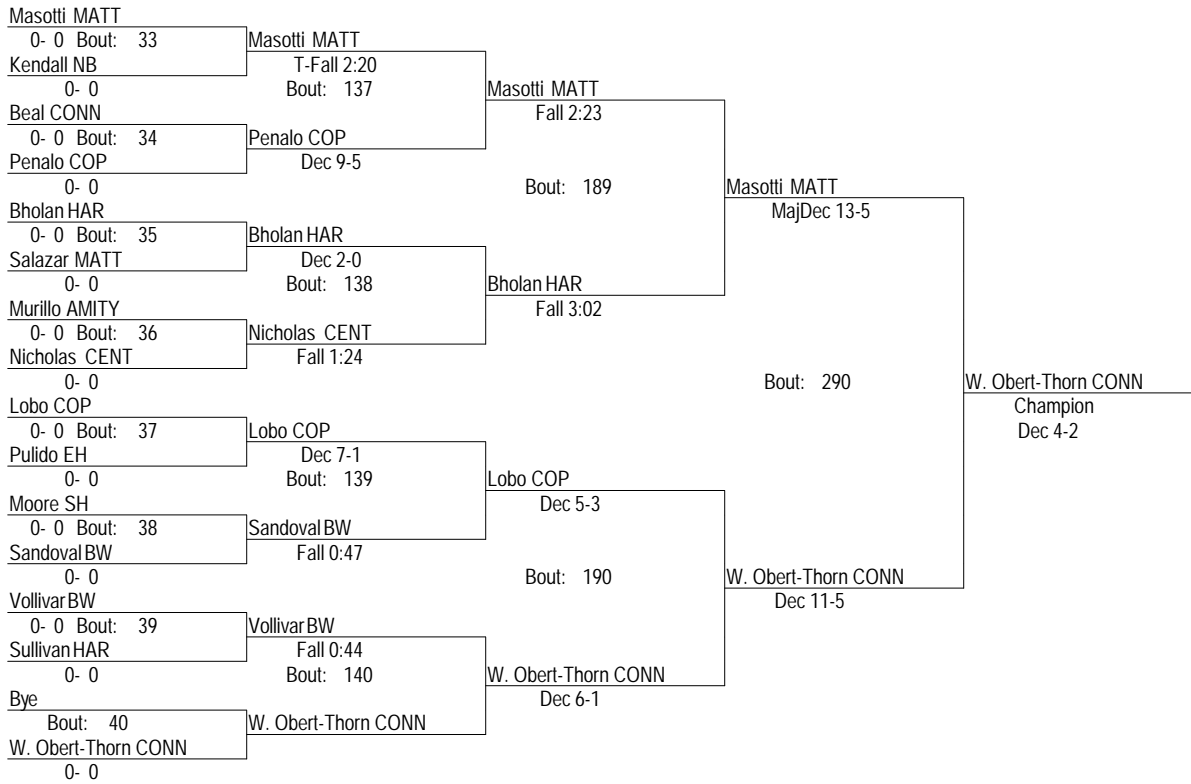 Masotti MATT
0- 0 Bout: 33
Masotti MATT
Kendall NB
T-Fall 2:20
0- 0
Bout: 137
Masotti MATT
Beal CONN
Fall 2:23
0- 0 Bout: 34
Penalo COP
Penalo COP
Dec 9-5
0- 0
Bout: 189
Masotti MATT
Bholan HAR
MajDec 13-5
0- 0 Bout: 35
Bholan HAR
Salazar MATT
Dec 2-0
0- 0
Bout: 138
Bholan HAR
Murillo AMITY
Fall 3:02
0- 0 Bout: 36
Nicholas CENT
Nicholas CENT
Fall 1:24
0- 0
Bout: 290
W. Obert-Thorn CONN
Lobo COP
Champion
0- 0 Bout: 37
Lobo COP
Dec 4-2
Pulido EH
Dec 7-1
0- 0
Bout: 139
Lobo COP
Moore SH
Dec 5-3
0- 0 Bout: 38
Sandoval BW
Sandoval BW
Fall 0:47
0- 0
Bout: 190
W. Obert-Thorn CONN
Vollivar BW
Dec 11-5
0- 0 Bout: 39
Vollivar BW
Sullivan HAR
Fall 0:44
0- 0
Bout: 140
W. Obert-Thorn CONN
Bye
Dec 6-1
Bout: 40
W. Obert-Thorn CONN
W. Obert-Thorn CONN
0- 0